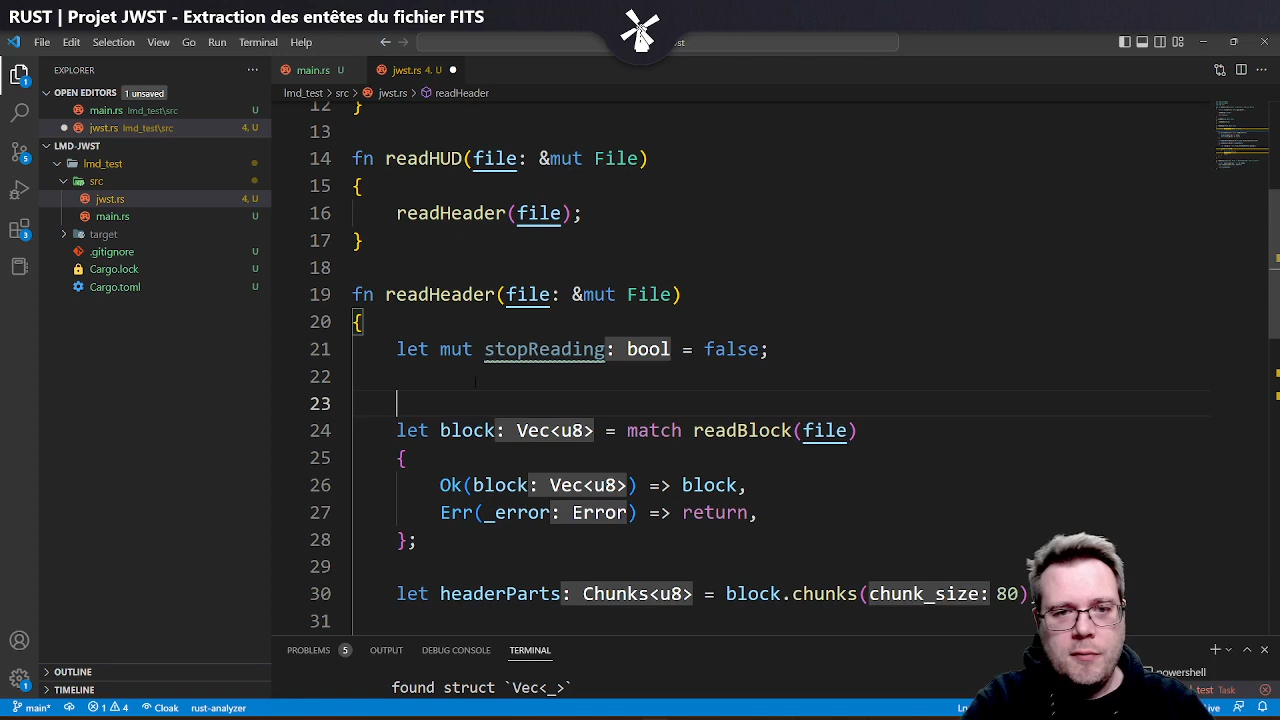 RUST | Projet JWST - Extraction des entêtes du fichier FITS
File Edit Selection View Go Run Terminal Help
EXPLORER
main.rs U
jwst.rs 4, U
OPEN EDITORS 1 unsaved
main.rs lmd_test\src U
jwst.rs lmd_test\src 4, U
LMD-JWST
lmd_test
src
jwst.rs 4, U
main.rs U
target
.gitignore U
Cargo.lock U
Cargo.toml U
OUTLINE
TIMELINE
lmd_test > src > jwst.rs > readHeader
12 }
13
14 fn readHUD(file: &mut File)
15 {
16 readHeader(file);
17 }
18
19 fn readHeader(file: &mut File)
20 {
21 let mut stopReading: bool = false;
22
23
24 let block: Vec<u8> = match readBlock(file)
25 {
26 Ok(block: Vec<u8>) => block,
27 Err(_error: Error) => return,
28 };
29
30 let headerParts: Chunks<u8> = block.chunks(chunk_size: 80)
31
PROBLEMS 5 OUTPUT DEBUG CONSOLE TERMINAL
powershell
test Task
found struct `Vec<_>`
main* 1 4 Cloak rust-analyzer